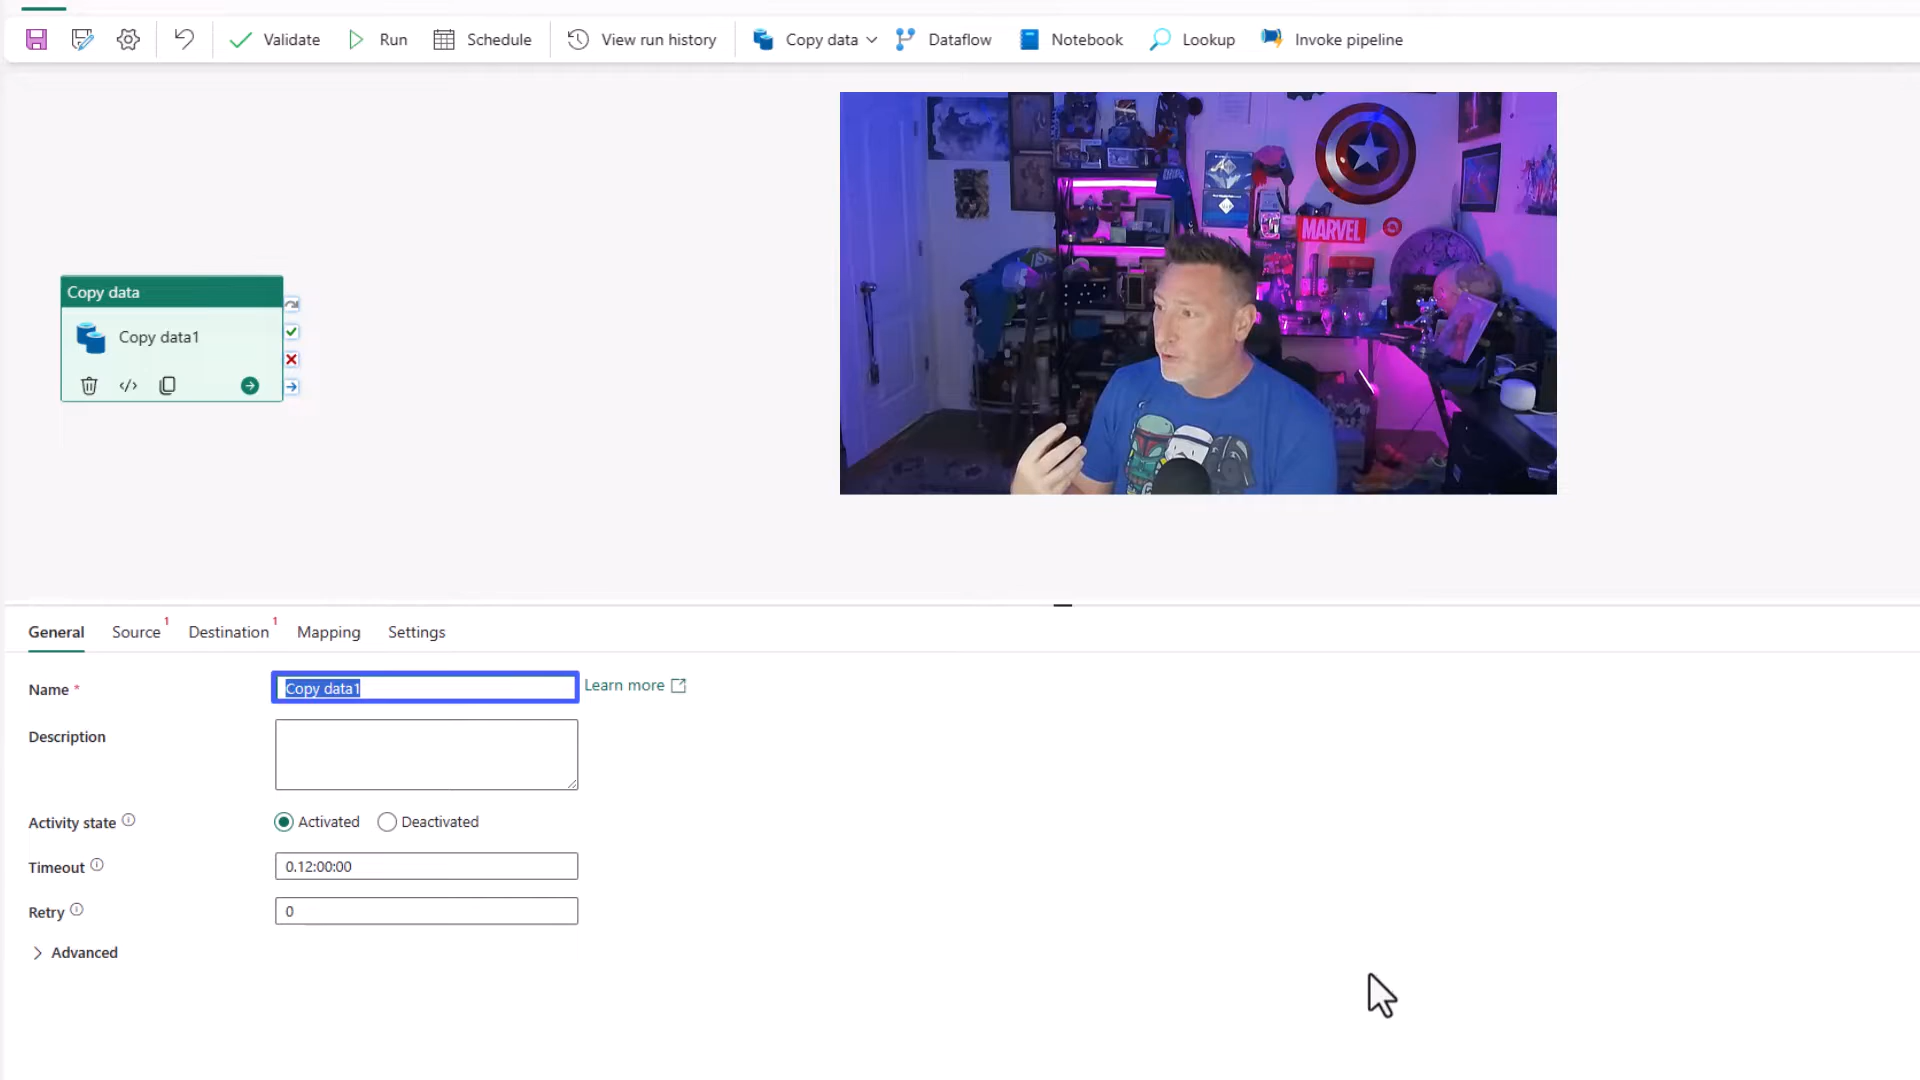 Validate Run Schedule View run history Copy data Dataflow Notebook Lookup Invoke pipeline
MARVEL
Copy data
Copy data1
General Source 1 Destination 1 Mapping Settings
Name * Copy data1 Learn more
Description
Activity state Activated Deactivated
Timeout 0.12:00:00
Retry 0
Advanced